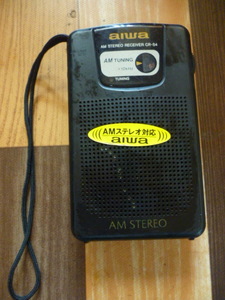 aiwa
AM STEREO RECEIVER CR-S4
AM TUNING
TUNING
AMステレオ対応
aiwa
AM STEREO